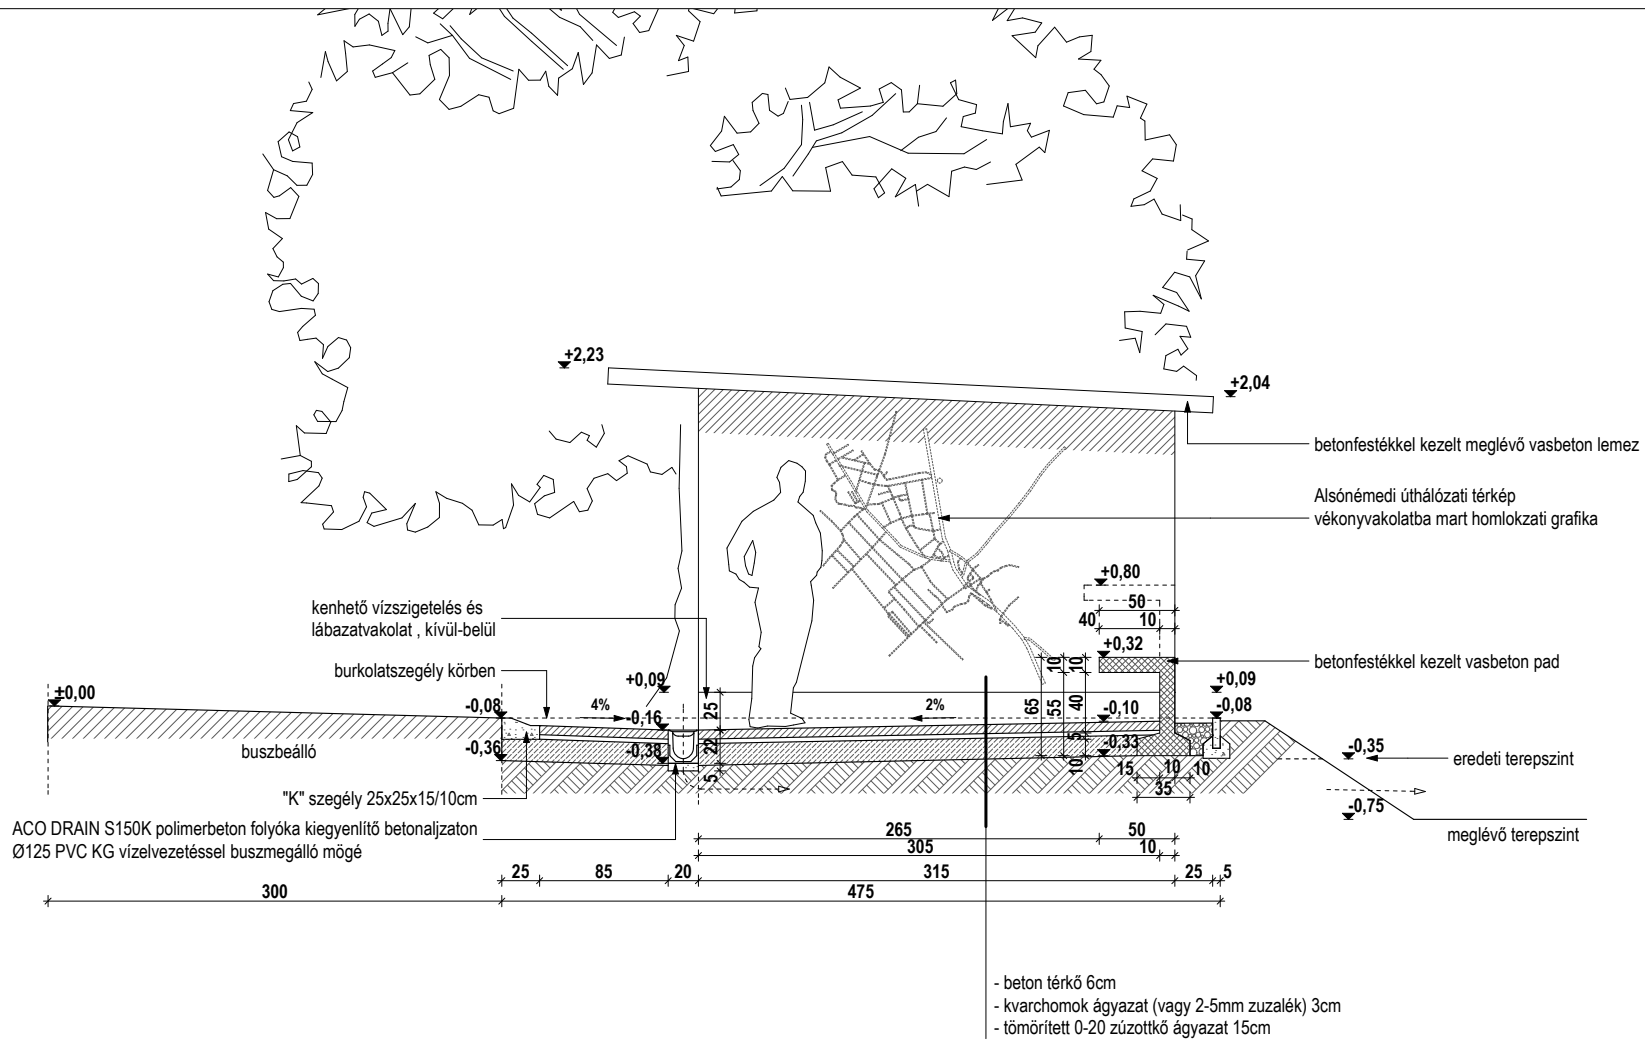 +2,23
+2,04
betonfestékkel kezelt meglévő vasbeton lemez
Alsónémedi úthálózati térkép
vékonyvakolatba mart homlokzati grafika
+0,80
50
40 10
kenhető vízszigetelés és
lábazatvakolat , kívül-belül
+0,32
betonfestékkel kezelt vasbeton pad
burkolatszegély körben
10 10
±0,00
+0,09
+0,09
-0,08
4%
-0,16
25
2%
65
55
40
-0,10
-0,08
buszbeálló
-0,36
-0,38
22
5
-0,33
-0,35
eredeti terepszint
5
10
15 10 10
35
"K" szegély 25x25x15/10cm
-0,75
meglévő terepszint
ACO DRAIN S150K polimerbeton folyóka kiegyenlítő betonaljzaton
Ø125 PVC KG vízelvezetéssel buszmegálló mögé
265 50
305 10
25 85 20 315 25 5
300 475
- beton térkő 6cm
- kvarchomok ágyazat (vagy 2-5mm zuzalék) 3cm
- tömörített 0-20 zúzottkő ágyazat 15cm